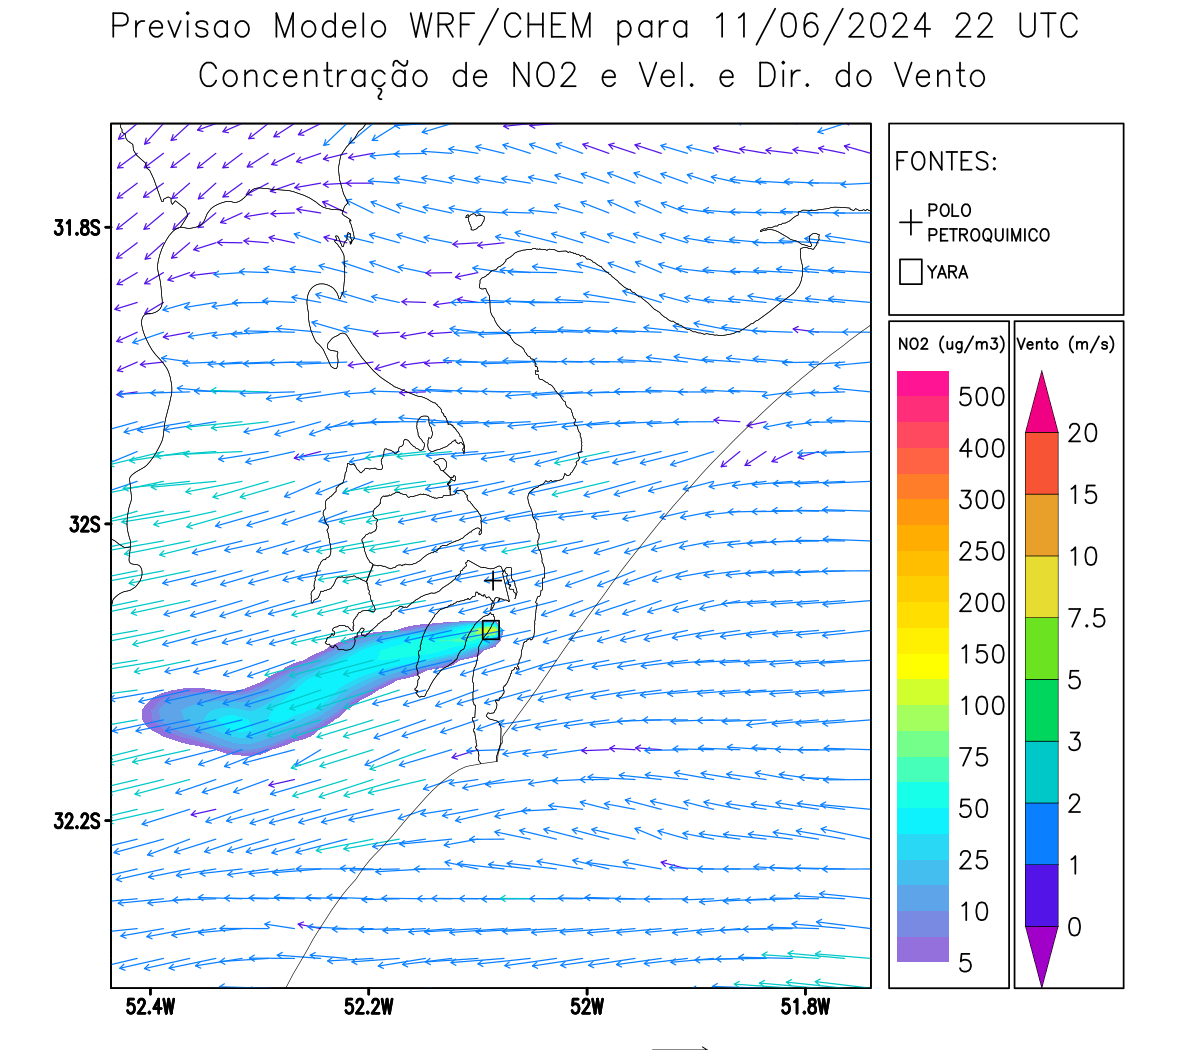 Previsao Modelo WRF/CHEM para 11/06/2024 22 UTC
Concentração de NO2 e Vel. e Dir. do Vento
FONTES:
POLO
PETROQUIMICO
YARA
NO2 (ug/m3)
500
400
300
250
200
150
100
75
50
25
10
5
Vento (m/s)
20
15
10
7.5
5
3
2
1
0
31.8S
32S
32.2S
52.4W
52.2W
52W
51.8W